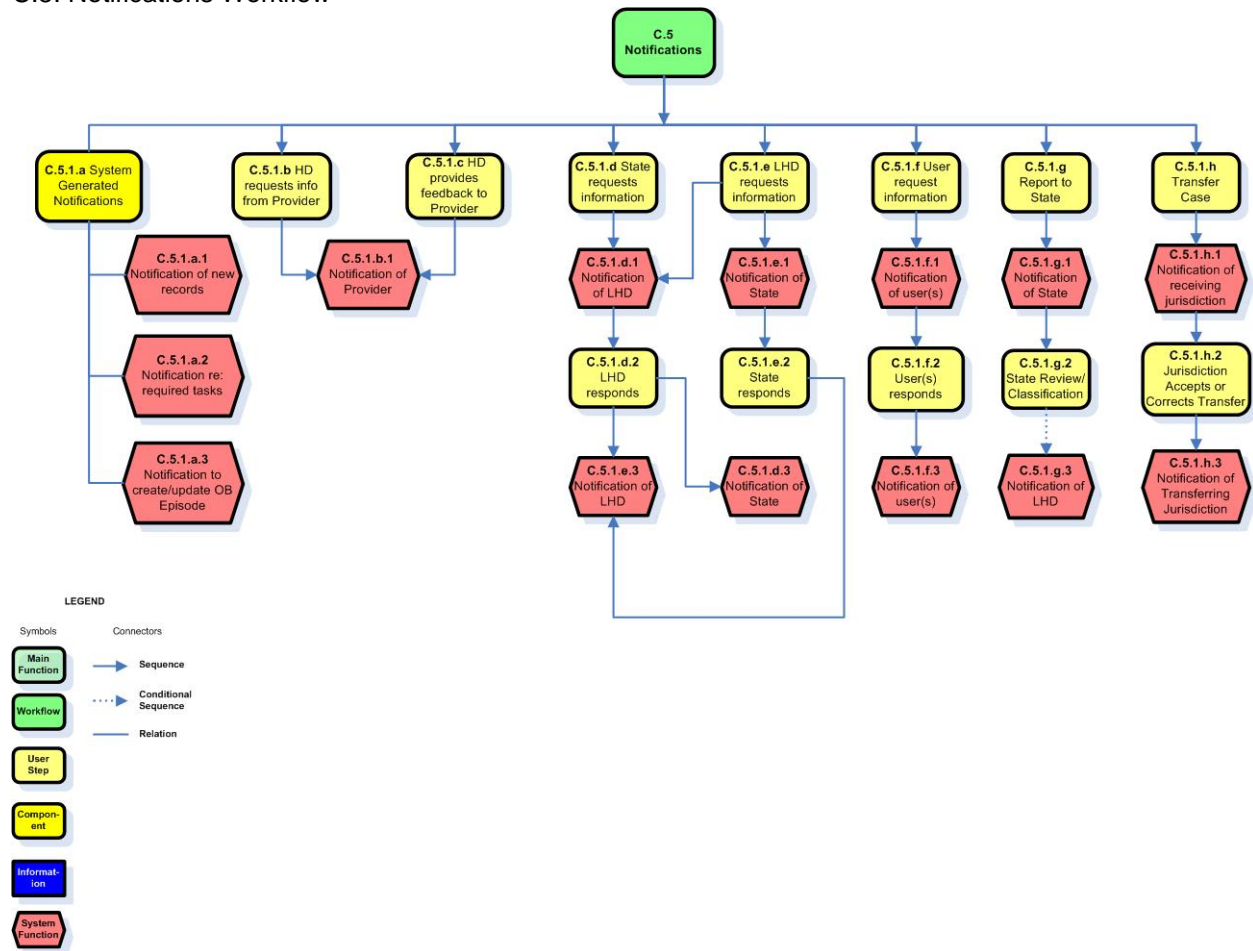 C.5. Notifications Workflow
C.5
Notifications
C.5.1.a System
Generated
Notifications
C.5.1.b HD
requests info
from Provider
C.5.1.c HD
provides
feedback to
Provider
C.5.1.d State
requests
information
C.5.1.e LHD
requests
information
C.5.1.f User
request
information
C.5.1.g
Report to
State
C.5.1.h
Transfer
Case
C.5.1.a.1
Notification of new
records
C.5.1.b.1
Notification of
Provider
C.5.1.d.1
Notification
of LHD
C.5.1.e.1
Notification of
State
C.5.1.f.1
Notification
of user(s)
C.5.1.g.1
Notification
of State
C.5.1.h.1
Notification of
receiving
jurisdiction
C.5.1.a.2
Notification re:
required tasks
C.5.1.d.2
LHD
responds
C.5.1.e.2
State
responds
C.5.1.f.2
User(s)
responds
C.5.1.g.2
State Review/
Classification
C.5.1.h.2
Jurisdiction
Accepts or
Corrects Transfer
C.5.1.a.3
Notification to
create/update OB
Episode
C.5.1.e.3
Notification of
LHD
C.5.1.d.3
Notification of
State
C.5.1.f.3
Notification of
user(s)
C.5.1.g.3
Notification of
LHD
C.5.1.h.3
Notification of
Transferring
Jurisdiction
LEGEND
Symbols
Connectors
Main
Function
Sequence
Workflow
Conditional
Sequence
Relation
User
Step
Compon-
ent
Informat-
ion
System
Function